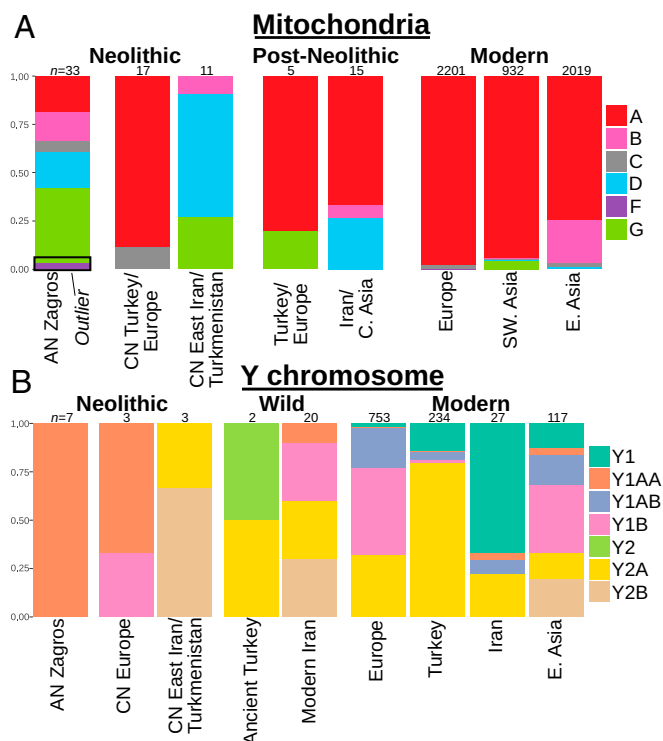 A
Mitochondria
Neolithic
Post-Neolithic
Modern
n=33
17
11
5
15
2201
932
2019
1,00
0,75
0,50
0,25
0,00
A
B
C
D
F
G
AN Zagros
Outlier
CN Turkey/
Europe
CN East Iran/
Turkmenistan
Turkey/
Europe
Iran/
C. Asia
Europe
SW. Asia
E. Asia
B
Y chromosome
Neolithic
Wild
Modern
n=7
3
3
2
20
753
234
27
117
1,00
0,75
0,50
0,25
0,00
Y1
Y1AA
Y1AB
Y1B
Y2
Y2A
Y2B
AN Zagros
CN Europe
CN East Iran/
Turkmenistan
Ancient Turkey
Modern Iran
Europe
Turkey
Iran
E. Asia